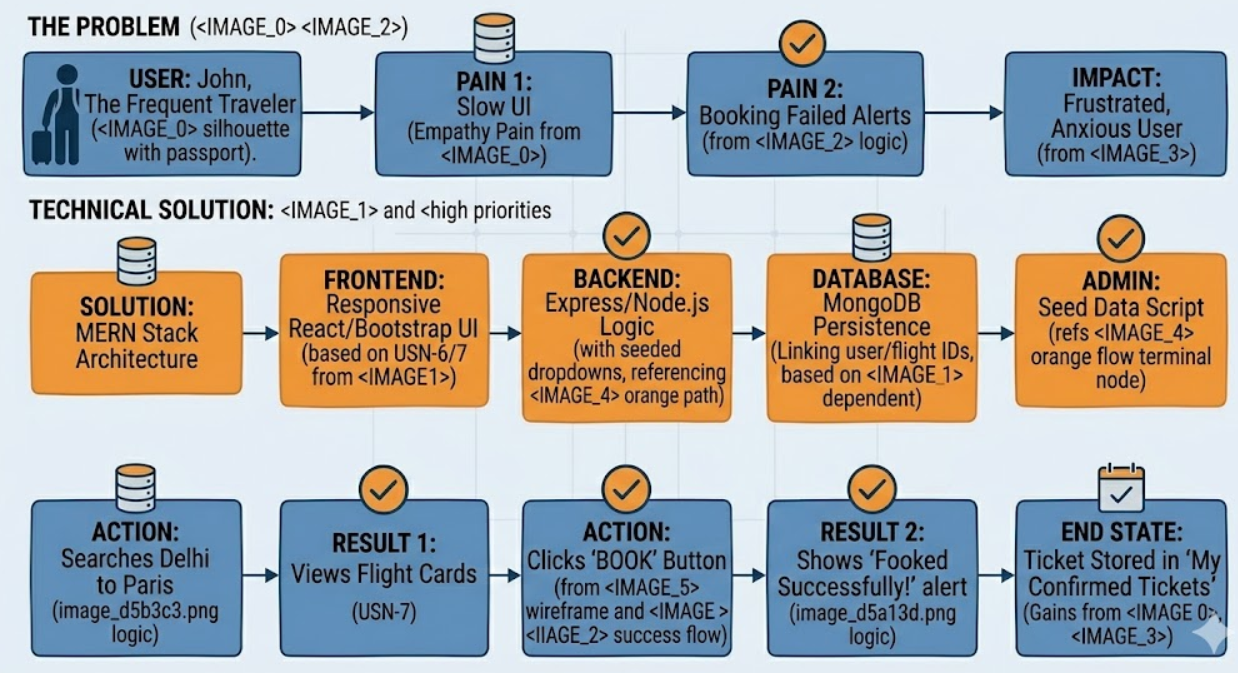 THE PROBLEM (<IMAGE_0> <IMAGE_2>)
USER: John,
The Frequent Traveler
(<IMAGE_0> silhouette
with passport).
PAIN 1:
Slow UI
(Empathy Pain from
<IMAGE_0>)
PAIN 2:
Booking Failed Alerts
(from <IMAGE_2> logic)
IMPACT:
Frustrated,
Anxious User
(from <IMAGE_3>)
TECHNICAL SOLUTION: <IMAGE_1> and <high priorities
SOLUTION:
MERN Stack
Architecture
FRONTEND:
Responsive
React/Bootstrap UI
(based on USN-6/7
from <IMAGE1>)
BACKEND:
Express/Node.js
Logic
(with seeded
dropdowns, referencing
<IMAGE_4> orange path)
DATABASE:
MongoDB
Persistence
(Linking user/flight IDs,
based on <IMAGE_1>
dependent)
ADMIN:
Seed Data Script
(refs <IMAGE_4>
orange flow terminal
node)
ACTION:
Searches Delhi
to Paris
(image_d5b3c3.png
logic)
RESULT 1:
Views Flight Cards
(USN-7)
ACTION:
Clicks ‘BOOK’ Button
(from <IMAGE_5>
wireframe and <IMAGE >
<IIAGE_2> success flow)
RESULT 2:
Shows ‘Fooked
Successfully!’ alert
(image_d5a13d.png
logic)
END STATE:
Ticket Stored in ‘My
Confirmed Tickets’
(Gains from <IMAGE 0>,
<IMAGE_3>)